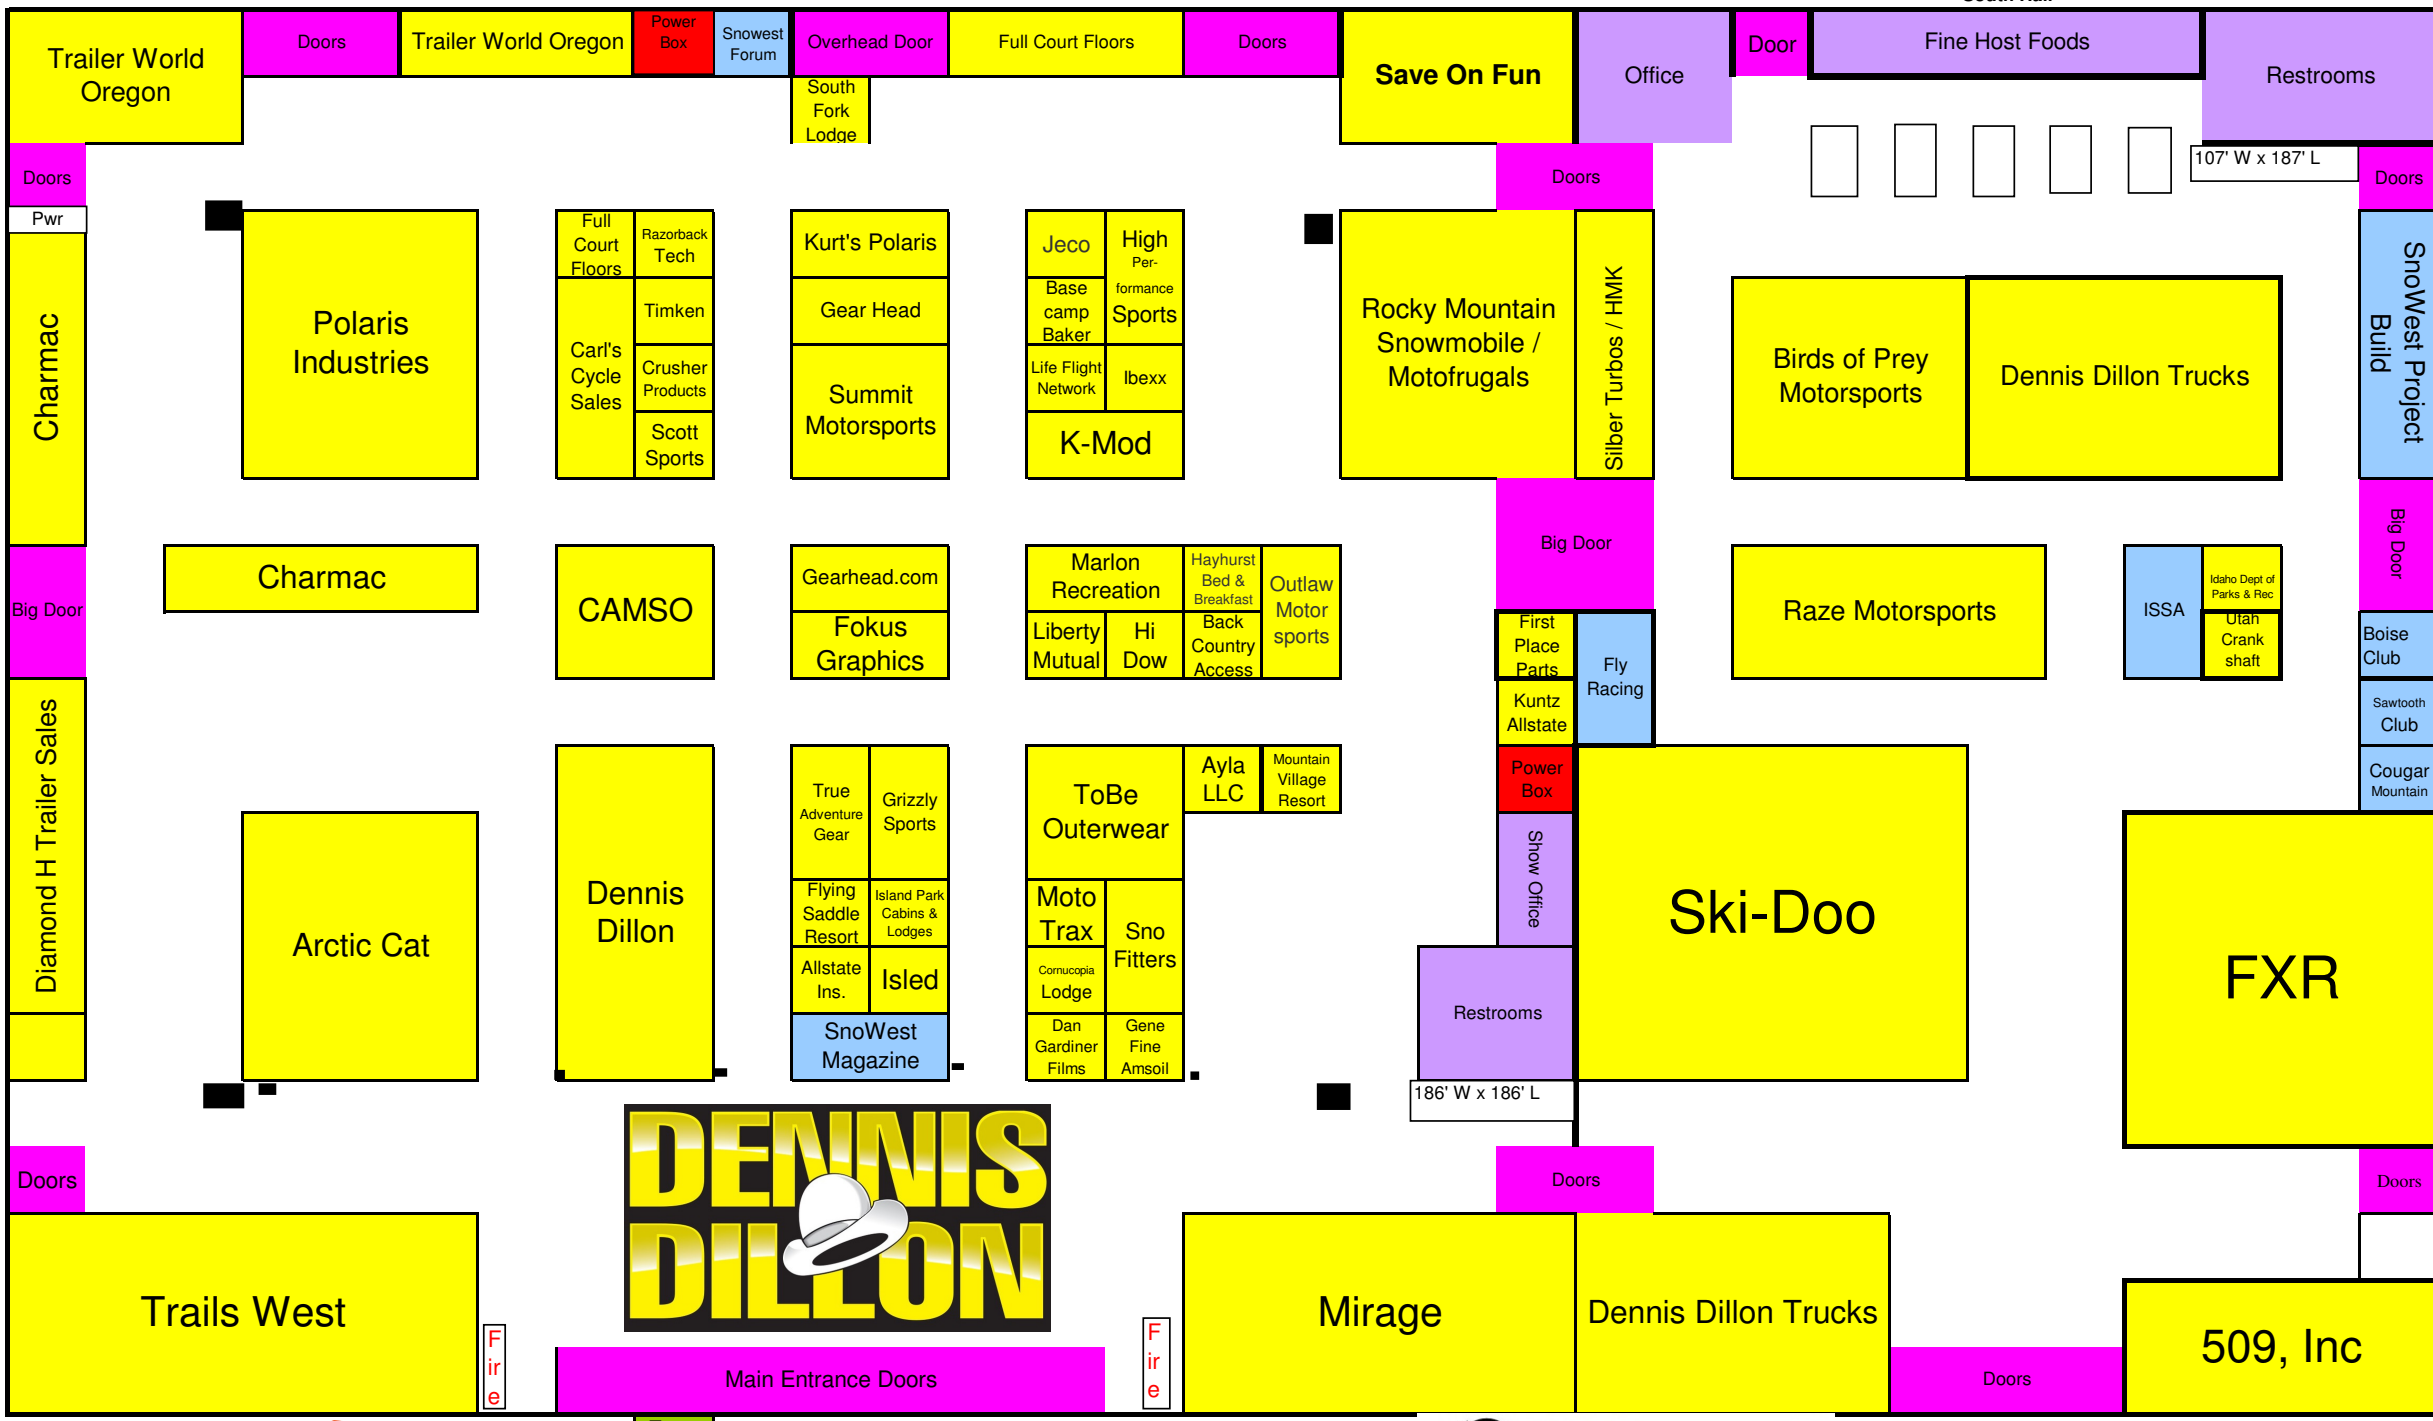 Trailer World
Oregon
Doors
Trailer World Oregon
Power
Box
Snowest
Forum
Overhead Door
Full Court Floors
Doors
Save On Fun
Office
Door
Fine Host Foods
Restrooms
South
Fork
Lodge
Doors
Doors
107' W x 187' L
Doors
Pwr
Charmac
Polaris
Industries
Full
Court
Floors
Razorback
Tech
Carl's
Cycle
Sales
Timken
Crusher
Products
Scott
Sports
Kurt's Polaris
Gear Head
Summit
Motorsports
Jeco
High
Per-
formance
Sports
Base
camp
Baker
Life Flight
Network
Ibexx
K-Mod
Rocky Mountain
Snowmobile /
Motofrugals
Silber Turbos / HMK
Birds of Prey
Motorsports
Dennis Dillon Trucks
SnoWest Project
Build
Big Door
Charmac
CAMSO
Gearhead.com
Fokus
Graphics
Marlon
Recreation
Liberty
Mutual
Hi
Dow
Hayhurst
Bed &
Breakfast
Back
Country
Access
Outlaw
Motor
sports
Big Door
First
Place
Parts
Fly
Racing
Kuntz
Allstate
Raze Motorsports
ISSA
Idaho Dept of
Parks & Rec
Utah
Crank
shaft
Big Door
Boise
Club
Sawtooth
Club
Cougar
Mountain
Diamond H Trailer Sales
Arctic Cat
Dennis
Dillon
True
Adventure
Gear
Grizzly
Sports
Flying
Saddle
Resort
Island Park
Cabins &
Lodges
Allstate
Ins.
Isled
SnoWest
Magazine
ToBe
Outerwear
Ayla
LLC
Mountain
Village
Resort
Moto
Trax
Sno
Fitters
Cornucopia
Lodge
Dan
Gardiner
Films
Gene
Fine
Amsoil
Power
Box
Show Office
Restrooms
186' W x 186' L
Ski-Doo
FXR
Doors
DENNIS
DILLON
Doors
Doors
Trails West
Fire
Main Entrance Doors
Fire
Mirage
Dennis Dillon Trucks
Doors
509, Inc